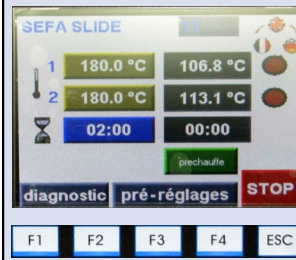 SEFA SLIDE
1 180.0 °C 106.8 °C
2 180.0 °C 113.1 °C
02:00 00:00
prechauffe
diagnostic pré-réglages STOP
F1 F2 F3 F4 ESC